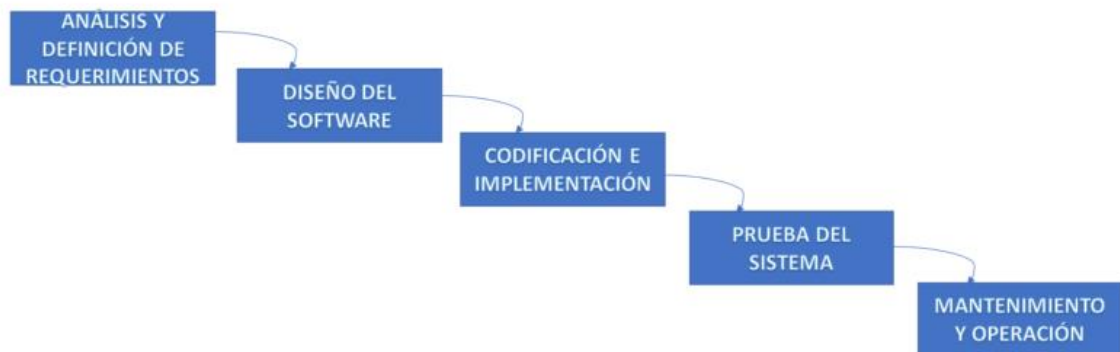 ANÁLISIS Y
DEFINICIÓN DE
REQUERIMIENTOS
DISEÑO DEL
SOFTWARE
CODIFICACIÓN E
IMPLEMENTACIÓN
PRUEBA DEL
SISTEMA
MANTENIMIENTO
Y OPERACIÓN